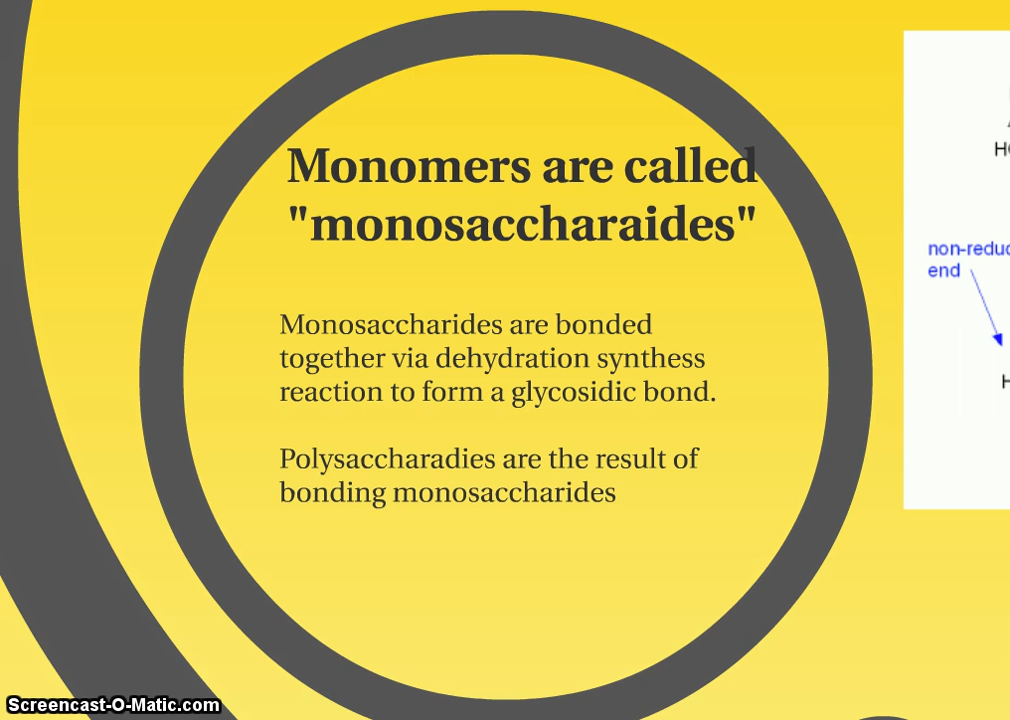 Monomers are called
"monosaccharaides"
Monosaccharides are bonded
together via dehydration synthess
reaction to form a glycosidic bond.
Polysaccharadies are the result of
bonding monosaccharides
non-reduc
end
H
Screencast-O-Matic.com